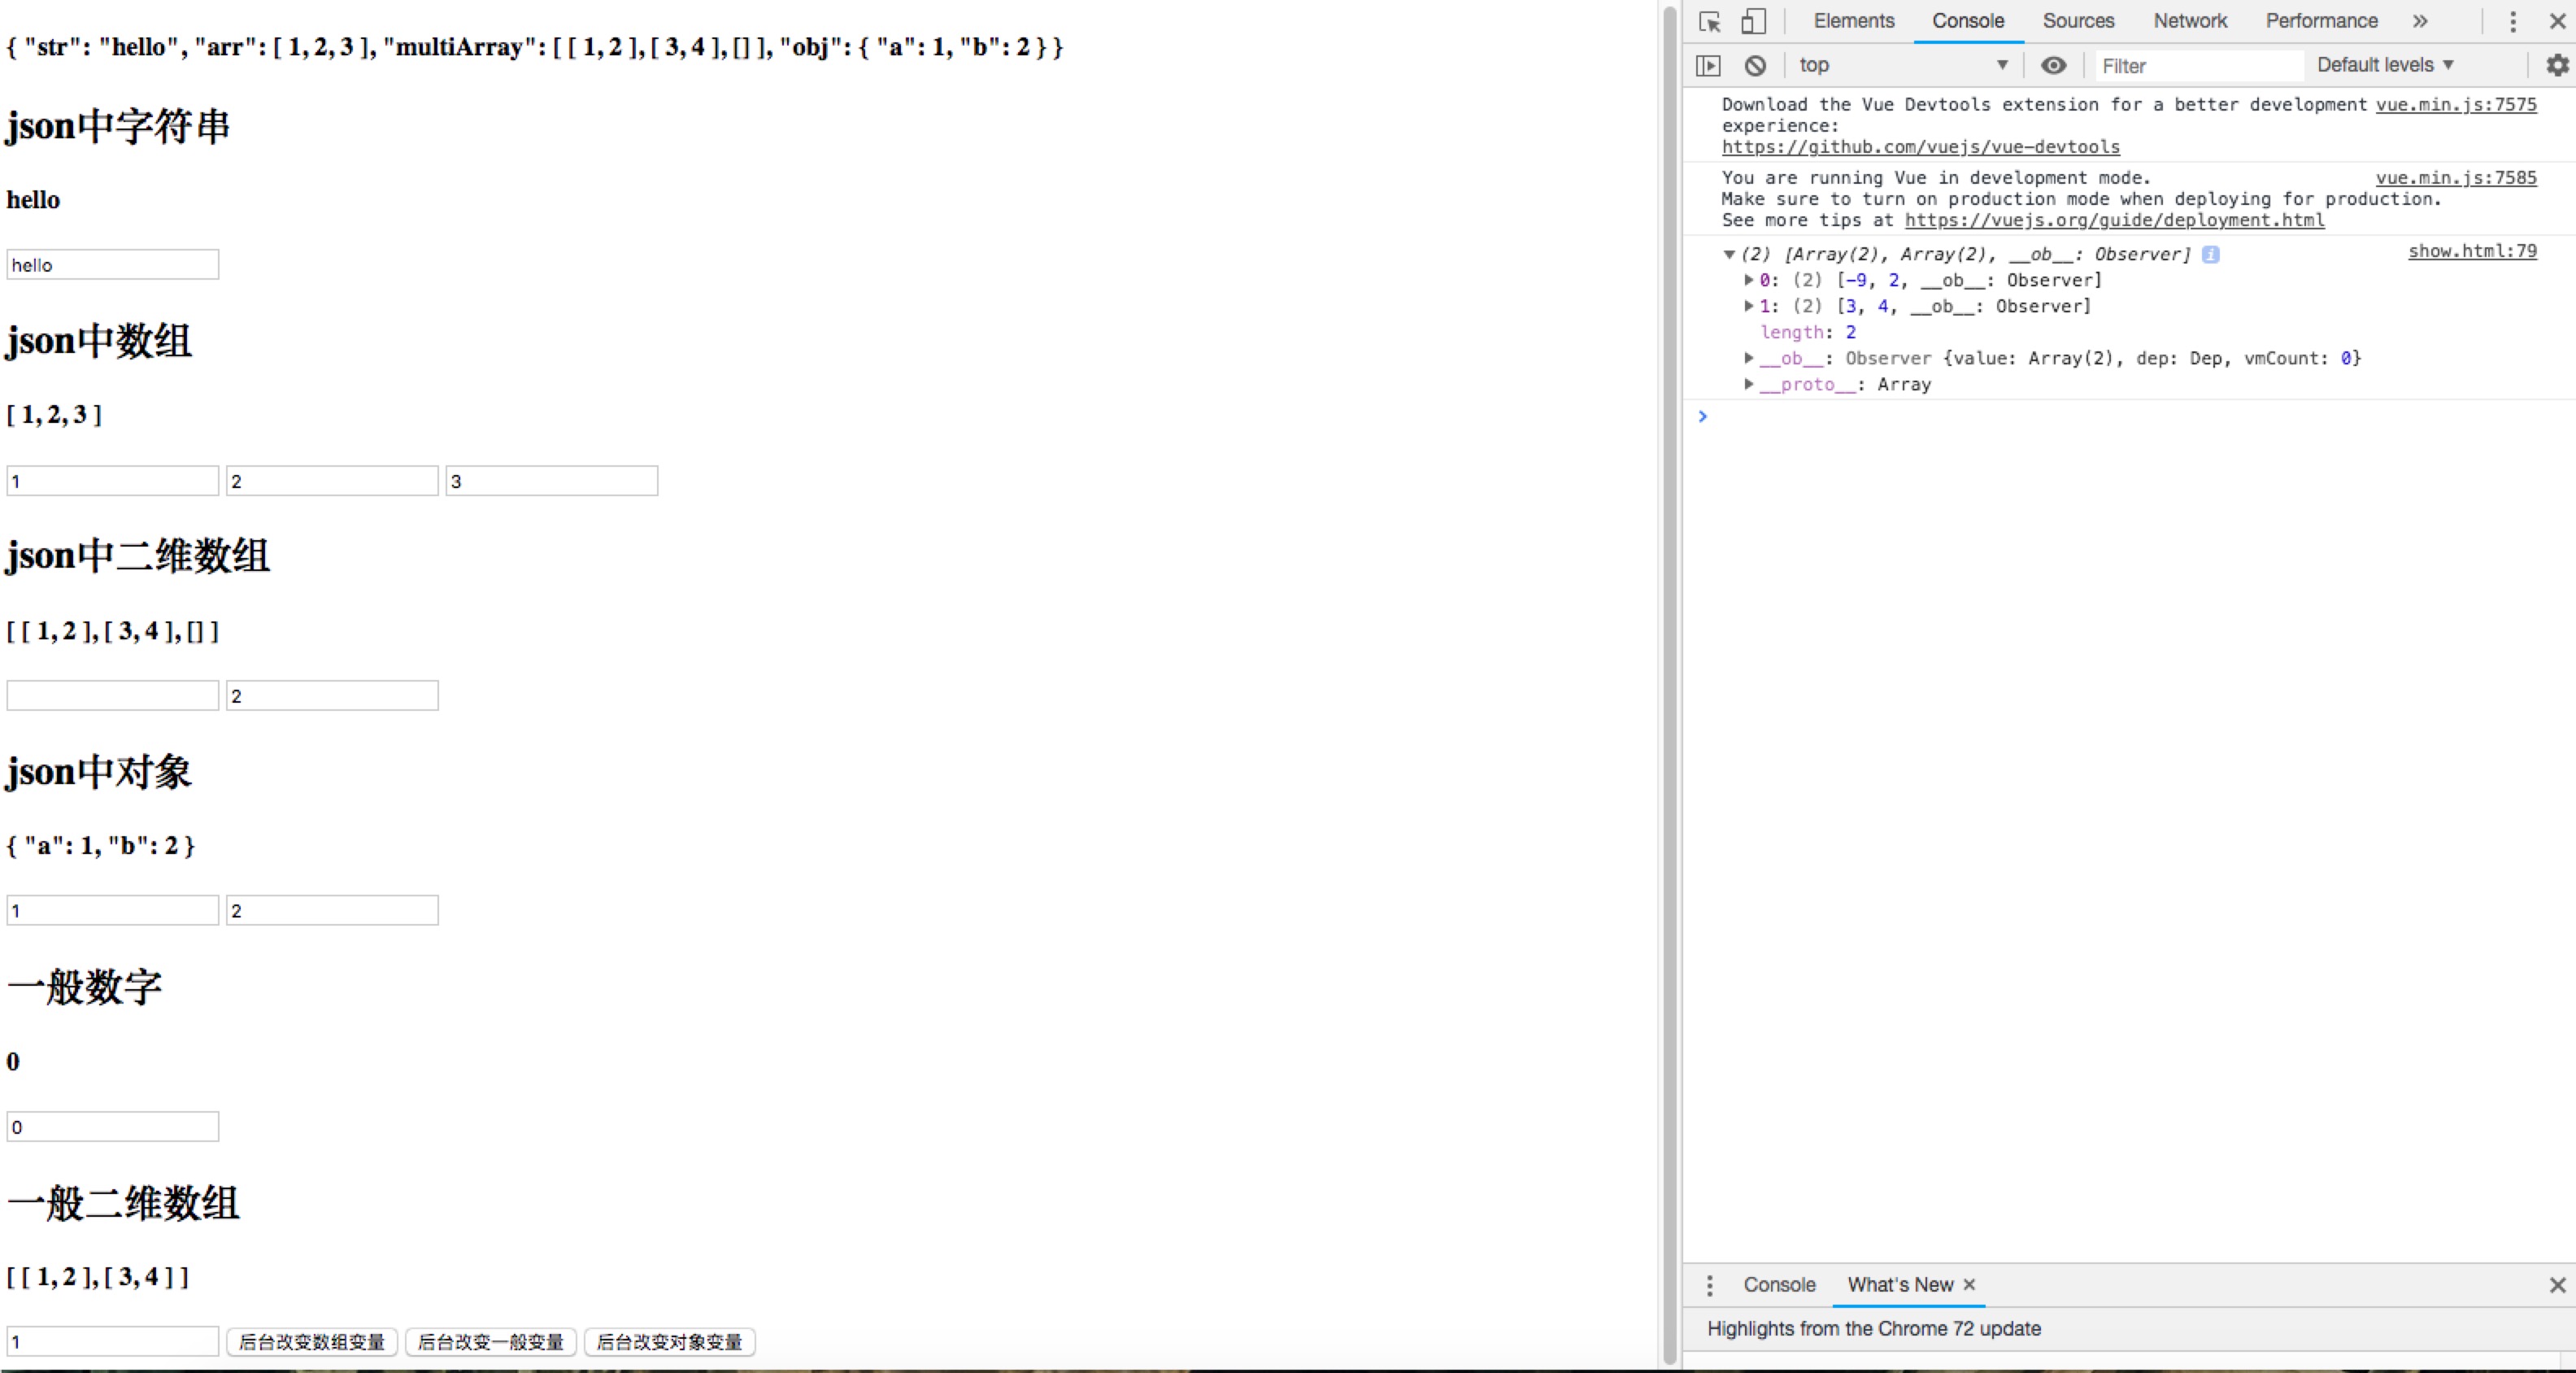 { "str": "hello", "arr": [ 1, 2, 3 ], "multiArray": [ [ 1, 2 ], [ 3, 4 ], [] ], "obj": { "a": 1, "b": 2 } }
json中字符串
hello
hello
json中数组
[ 1, 2, 3 ]
1 2 3
json中二维数组
[ [ 1, 2 ], [ 3, 4 ], [] ]
2
json中对象
{ "a": 1, "b": 2 }
1 2
一般数字
0
0
一般二维数组
[ [ 1, 2 ], [ 3, 4 ] ]
1 后台改变数组变量 后台改变一般变量 后台改变对象变量
Elements Console Sources Network Performance »
top Filter Default levels
Download the Vue Devtools extension for a better development vue.min.js:7575
experience:
https://github.com/vuejs/vue-devtools
You are running Vue in development mode. vue.min.js:7585
Make sure to turn on production mode when deploying for production.
See more tips at https://vuejs.org/guide/deployment.html
(2) [Array(2), Array(2), __ob__: Observer] i show.html:79
0: (2) [-9, 2, __ob__: Observer]
1: (2) [3, 4, __ob__: Observer]
length: 2
__ob__: Observer {value: Array(2), dep: Dep, vmCount: 0}
__proto__: Array
Console What's New
Highlights from the Chrome 72 update